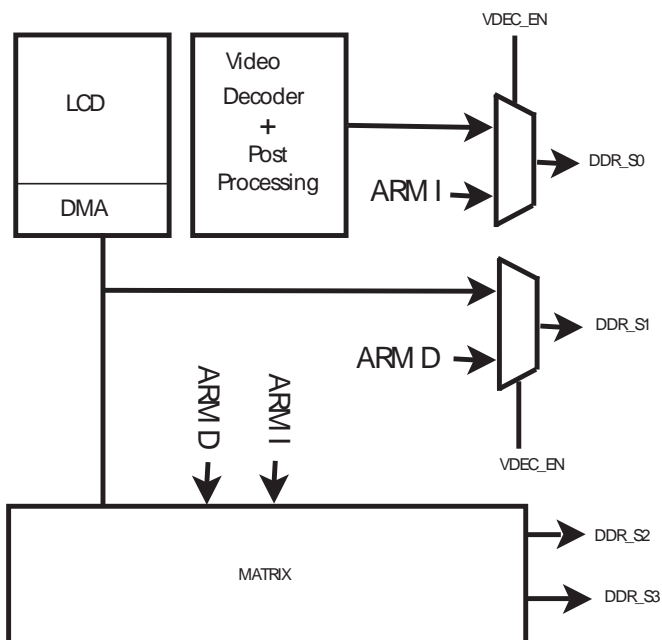 VDEC_EN
LCD
DMA
Video
Decoder
+
Post
Processing
ARM I
DDR_S0
ARM D
DDR_S1
VDEC_EN
ARM D
ARM I
MATRIX
DDR_S2
DDR_S3